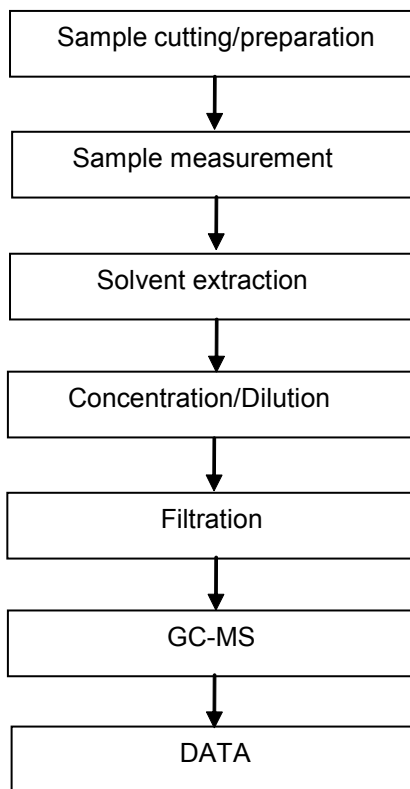 Sample cutting/preparation
Sample measurement
Solvent extraction
Concentration/Dilution
Filtration
GC-MS
DATA